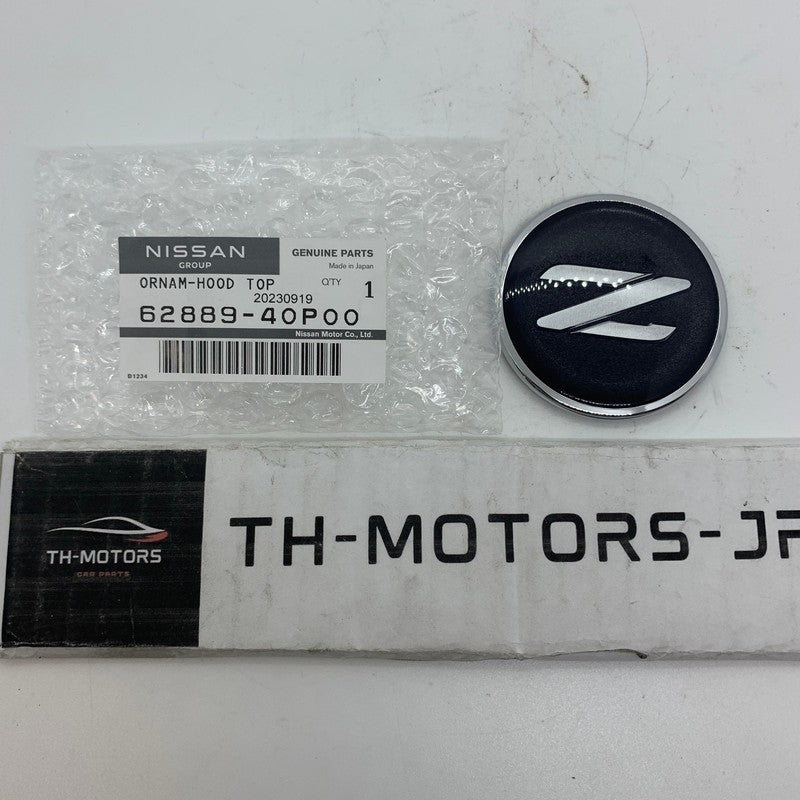 NISSAN
GROUP
GENUINE PARTS
Made in Japan
ORNAM-HOOD TOP
Q'TY 1
20230919
62889-40P00
Nissan Motor Co., Ltd.
B1234
Z
TH-MOTORS
CAR PARTS
TH-MOTORS-JP